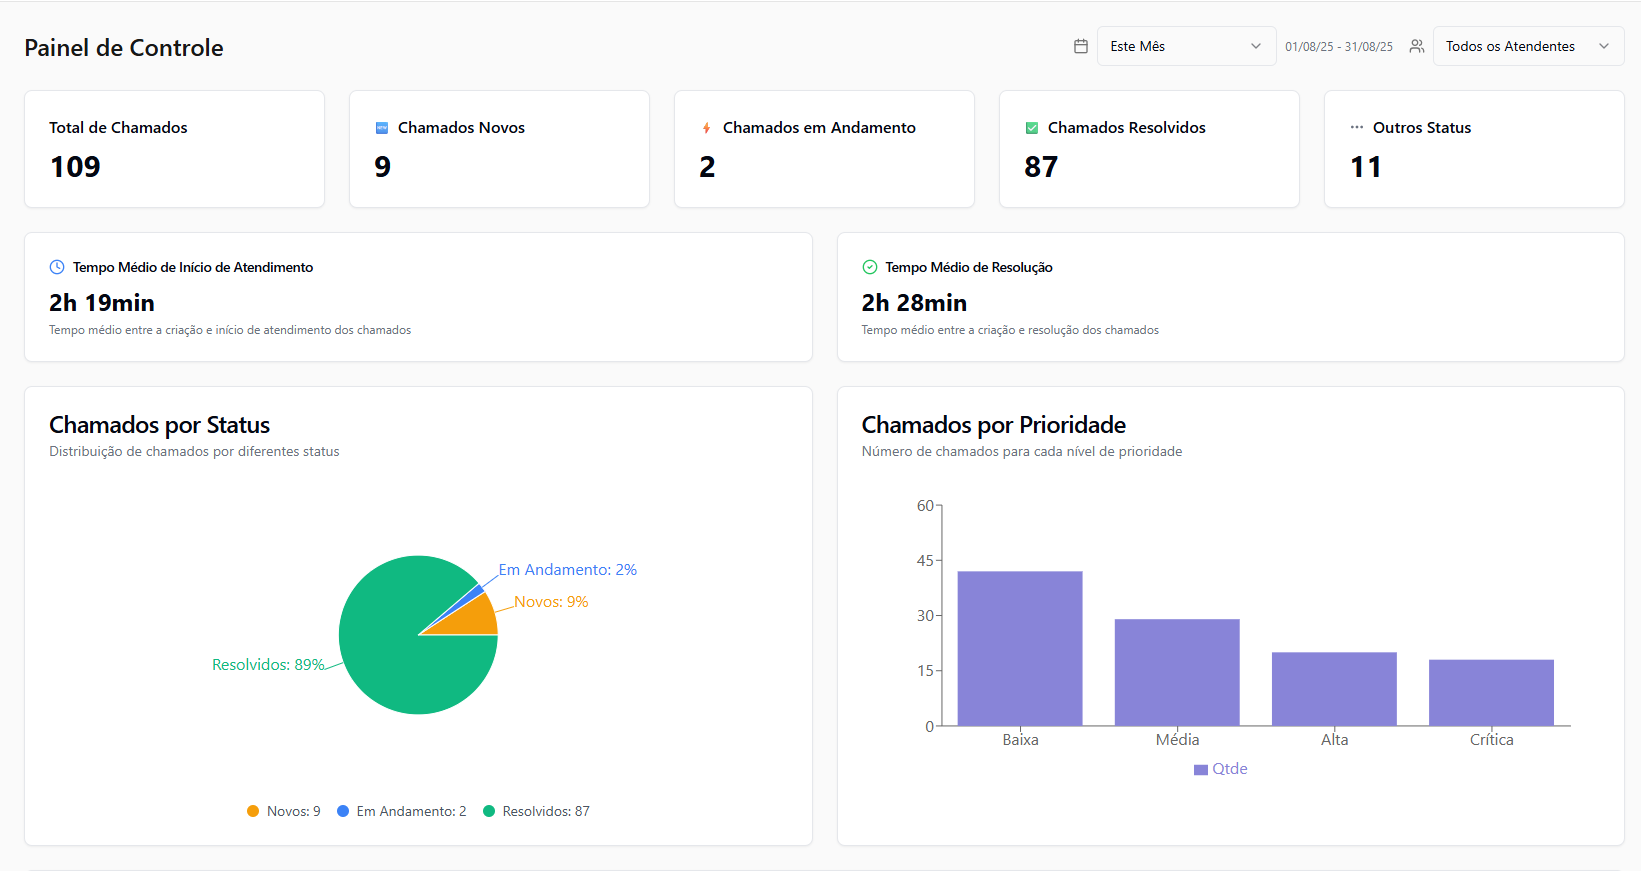 Painel de Controle
Este Mês
01/08/25 - 31/08/25
Todos os Atendentes
Total de Chamados
109
NEW Chamados Novos
9
Chamados em Andamento
2
Chamados Resolvidos
87
Outros Status
11
Tempo Médio de Início de Atendimento
2h 19min
Tempo médio entre a criação e início de atendimento dos chamados
Tempo Médio de Resolução
2h 28min
Tempo médio entre a criação e resolução dos chamados
Chamados por Status
Distribuição de chamados por diferentes status
Em Andamento: 2%
Novos: 9%
Resolvidos: 89%
Novos: 9
Em Andamento: 2
Resolvidos: 87
Chamados por Prioridade
Número de chamados para cada nível de prioridade
60
45
30
15
0
Baixa
Média
Alta
Crítica
Qtde